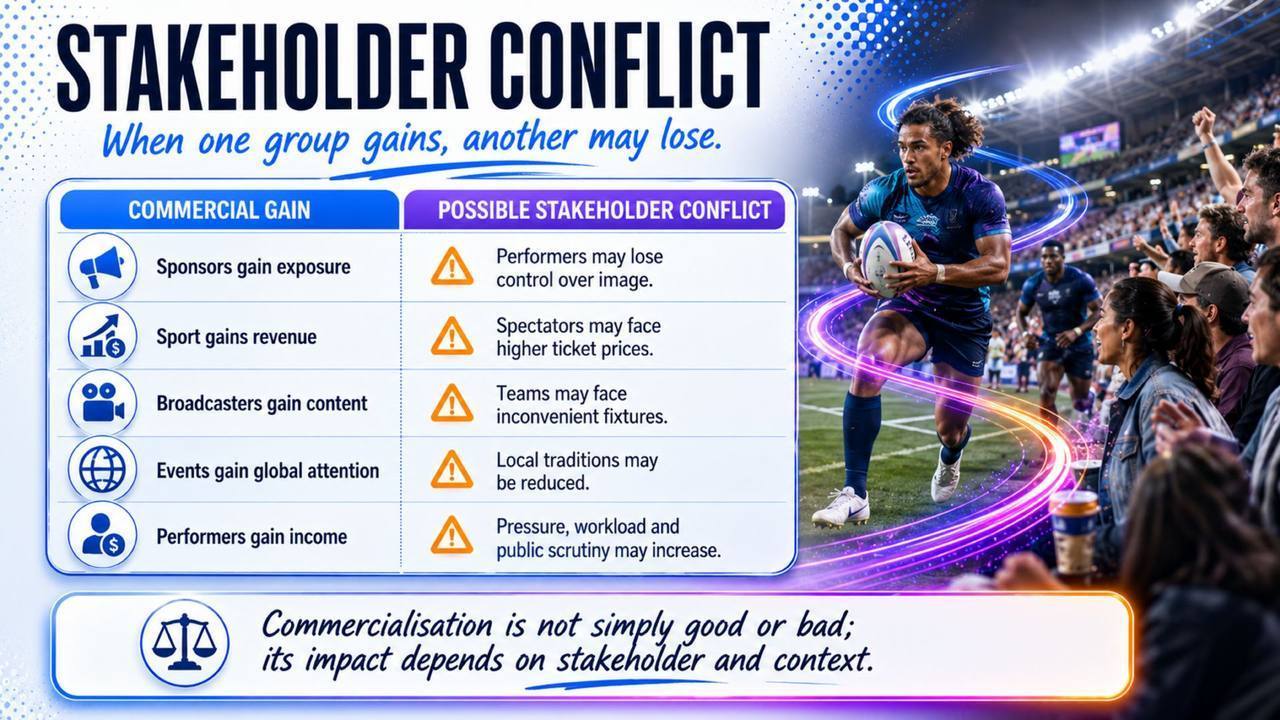 STAKEHOLDER CONFLICT
When one group gains, another may lose.
COMMERCIAL GAIN
POSSIBLE STAKEHOLDER CONFLICT
Sponsors gain exposure
Performers may lose
control over image.
Sport gains revenue
Spectators may face
higher ticket prices.
Broadcasters gain content
Teams may face
inconvenient fixtures.
Events gain global attention
Local traditions may
be reduced.
Performers gain income
Pressure, workload and
public scrutiny may increase.
Commercialisation is not simply good or bad;
its impact depends on stakeholder and context.